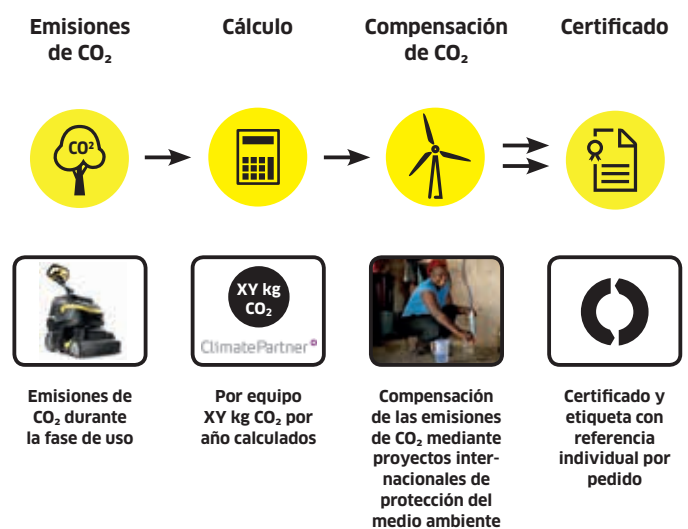 Emisiones
de CO₂
Cálculo
Compensación
de CO₂
Certificado
CO²
XY kg
CO₂
ClimatePartner
Emisiones de
CO₂ durante
la fase de uso
Por equipo
XY kg CO₂ por
año calculados
Compensación
de las emisiones
de CO₂ mediante
proyectos inter-
nacionales de
protección del
medio ambiente
Certificado y
etiqueta con
referencia
individual por
pedido